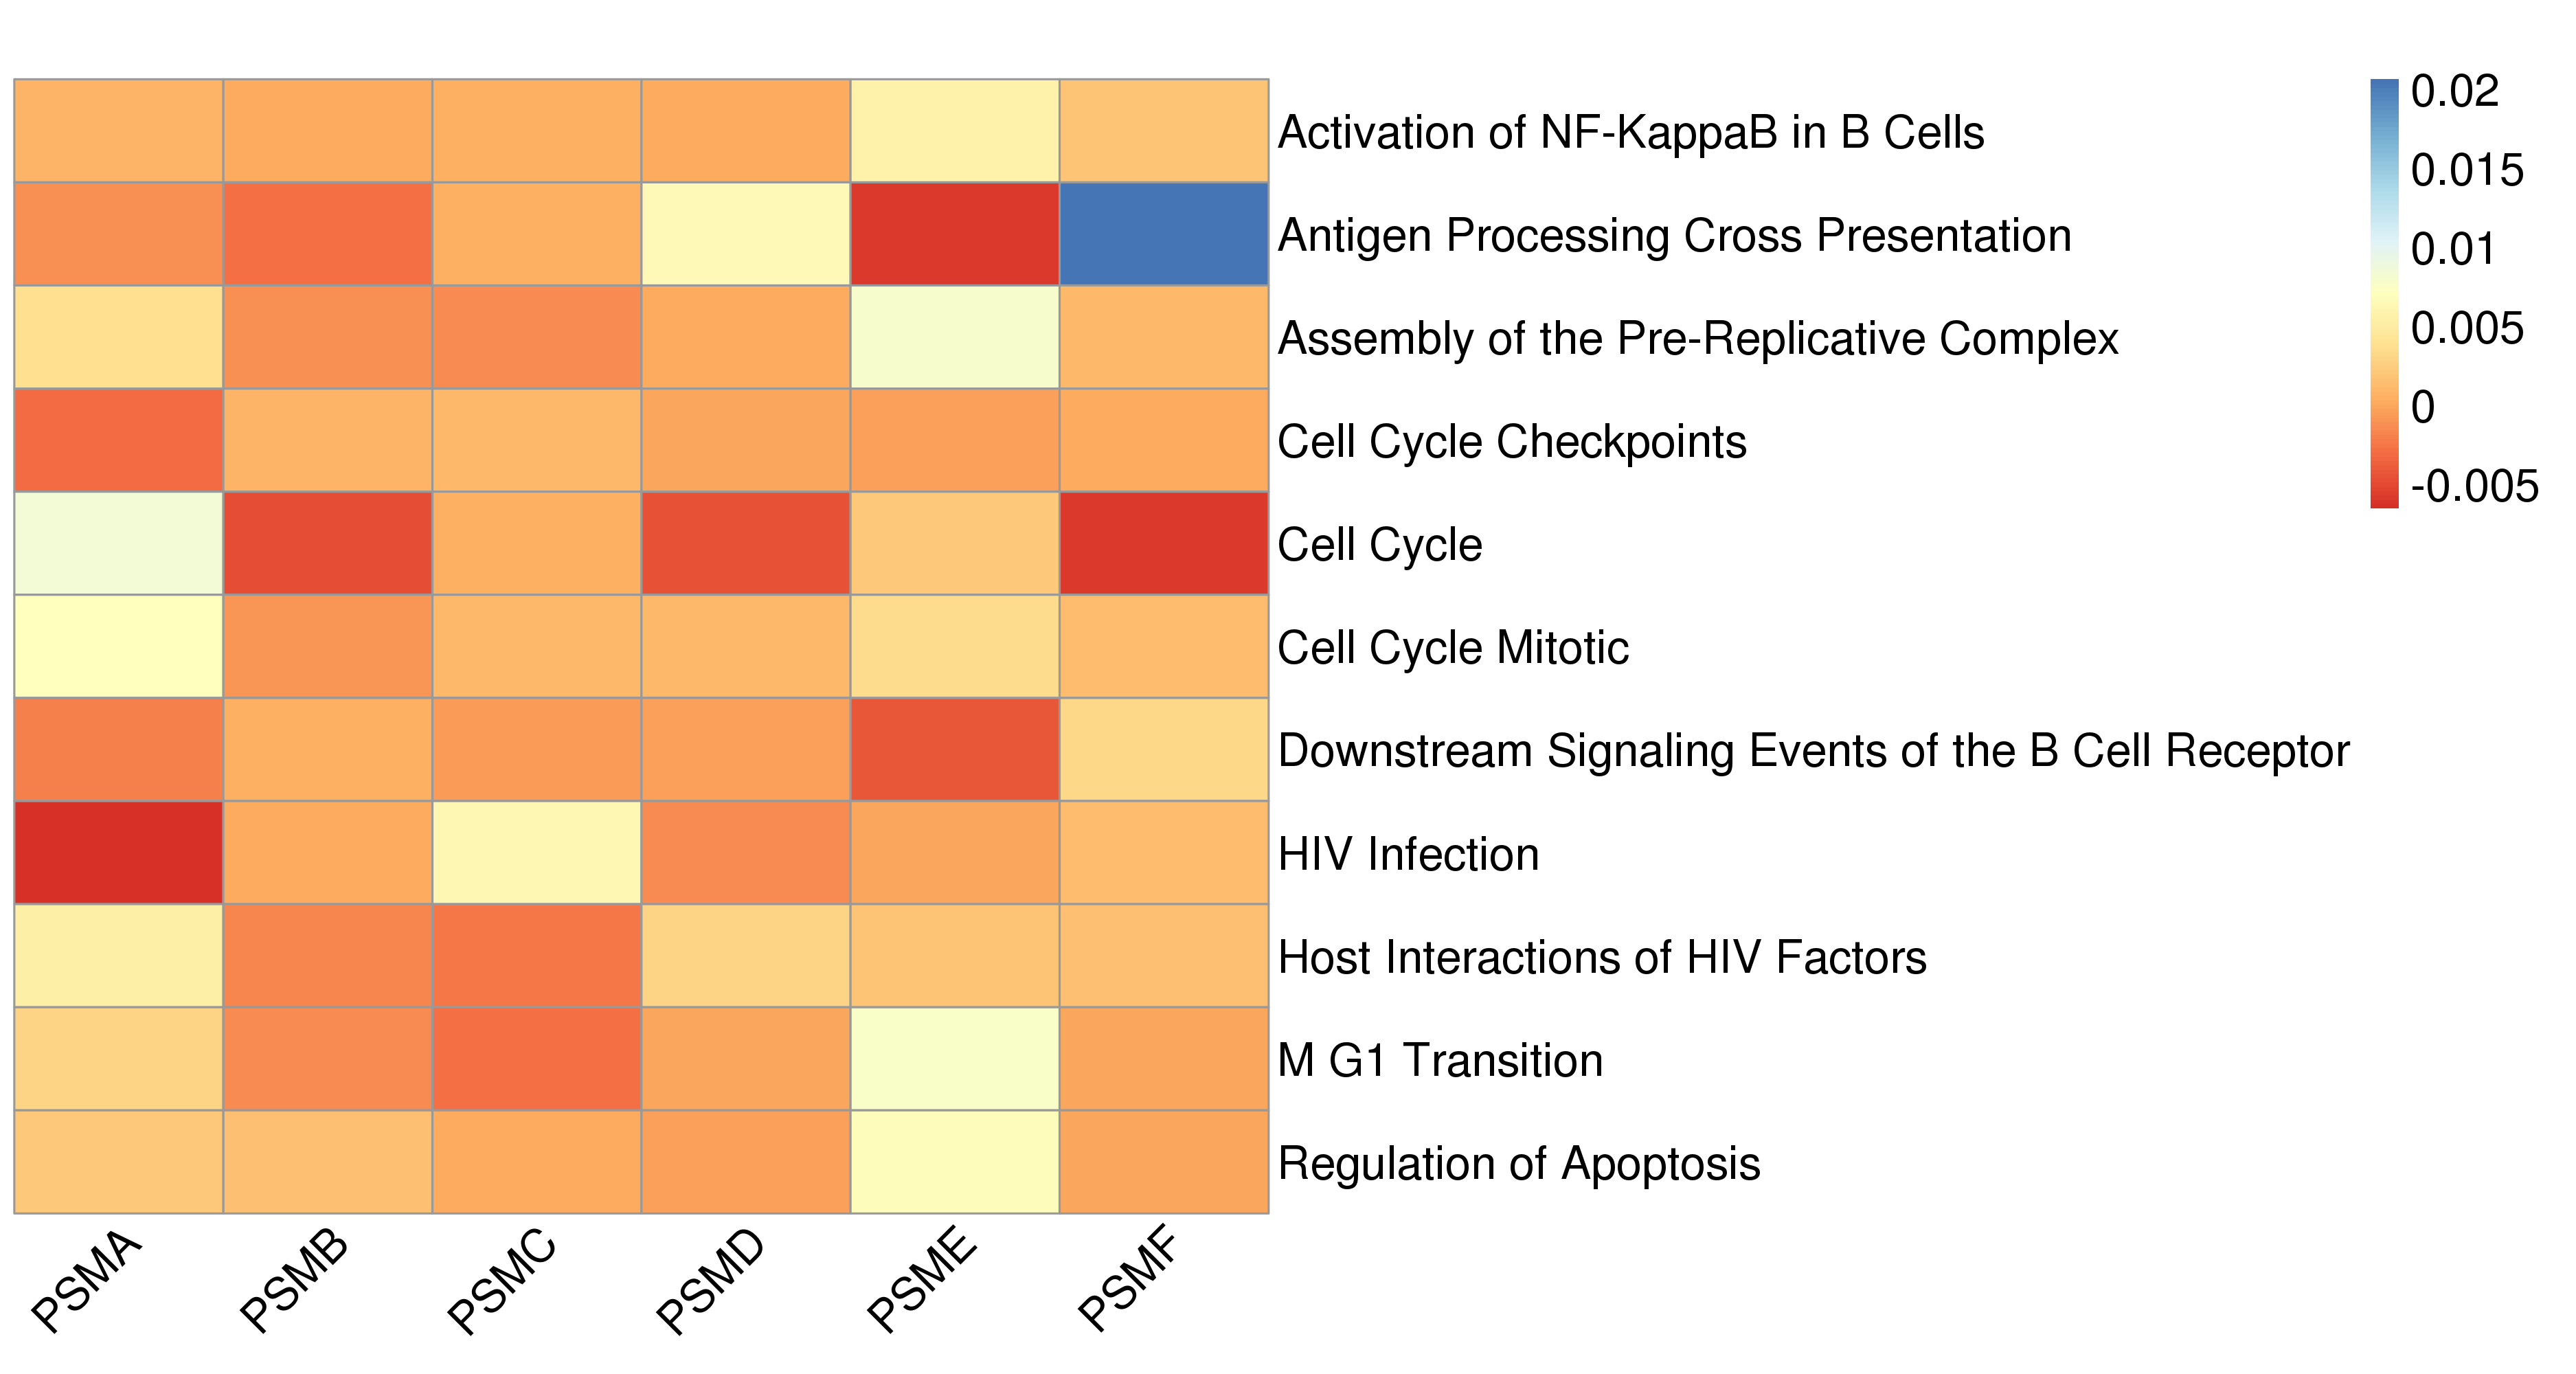 Activation of NF-KappaB in B Cells
Antigen Processing Cross Presentation
Assembly of the Pre-Replicative Complex
Cell Cycle Checkpoints
Cell Cycle
Cell Cycle Mitotic
Downstream Signaling Events of the B Cell Receptor
HIV Infection
Host Interactions of HIV Factors
M G1 Transition
Regulation of Apoptosis
PSMA
PSMB
PSMC
PSMD
PSME
PSMF
0.02
0.015
0.01
0.005
0
-0.005